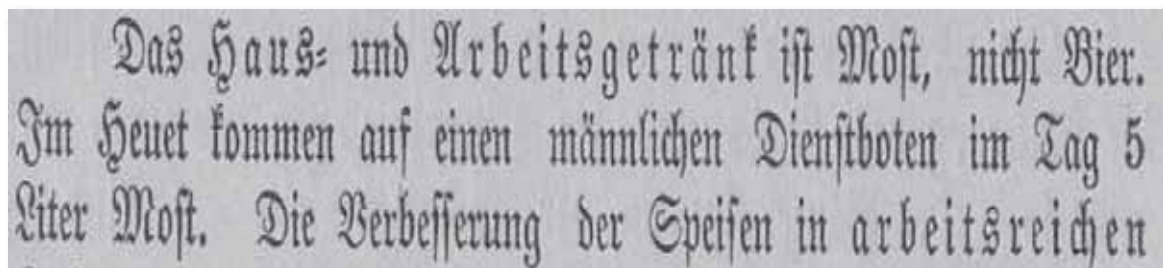 Das Haus= und Arbeitsgetränk ist Most, nicht Bier.
Im Heuet kommen auf einen männlichen Dienstboten im Tag 5
Liter Most. Die Verbesserung der Speisen in arbeitsreichen